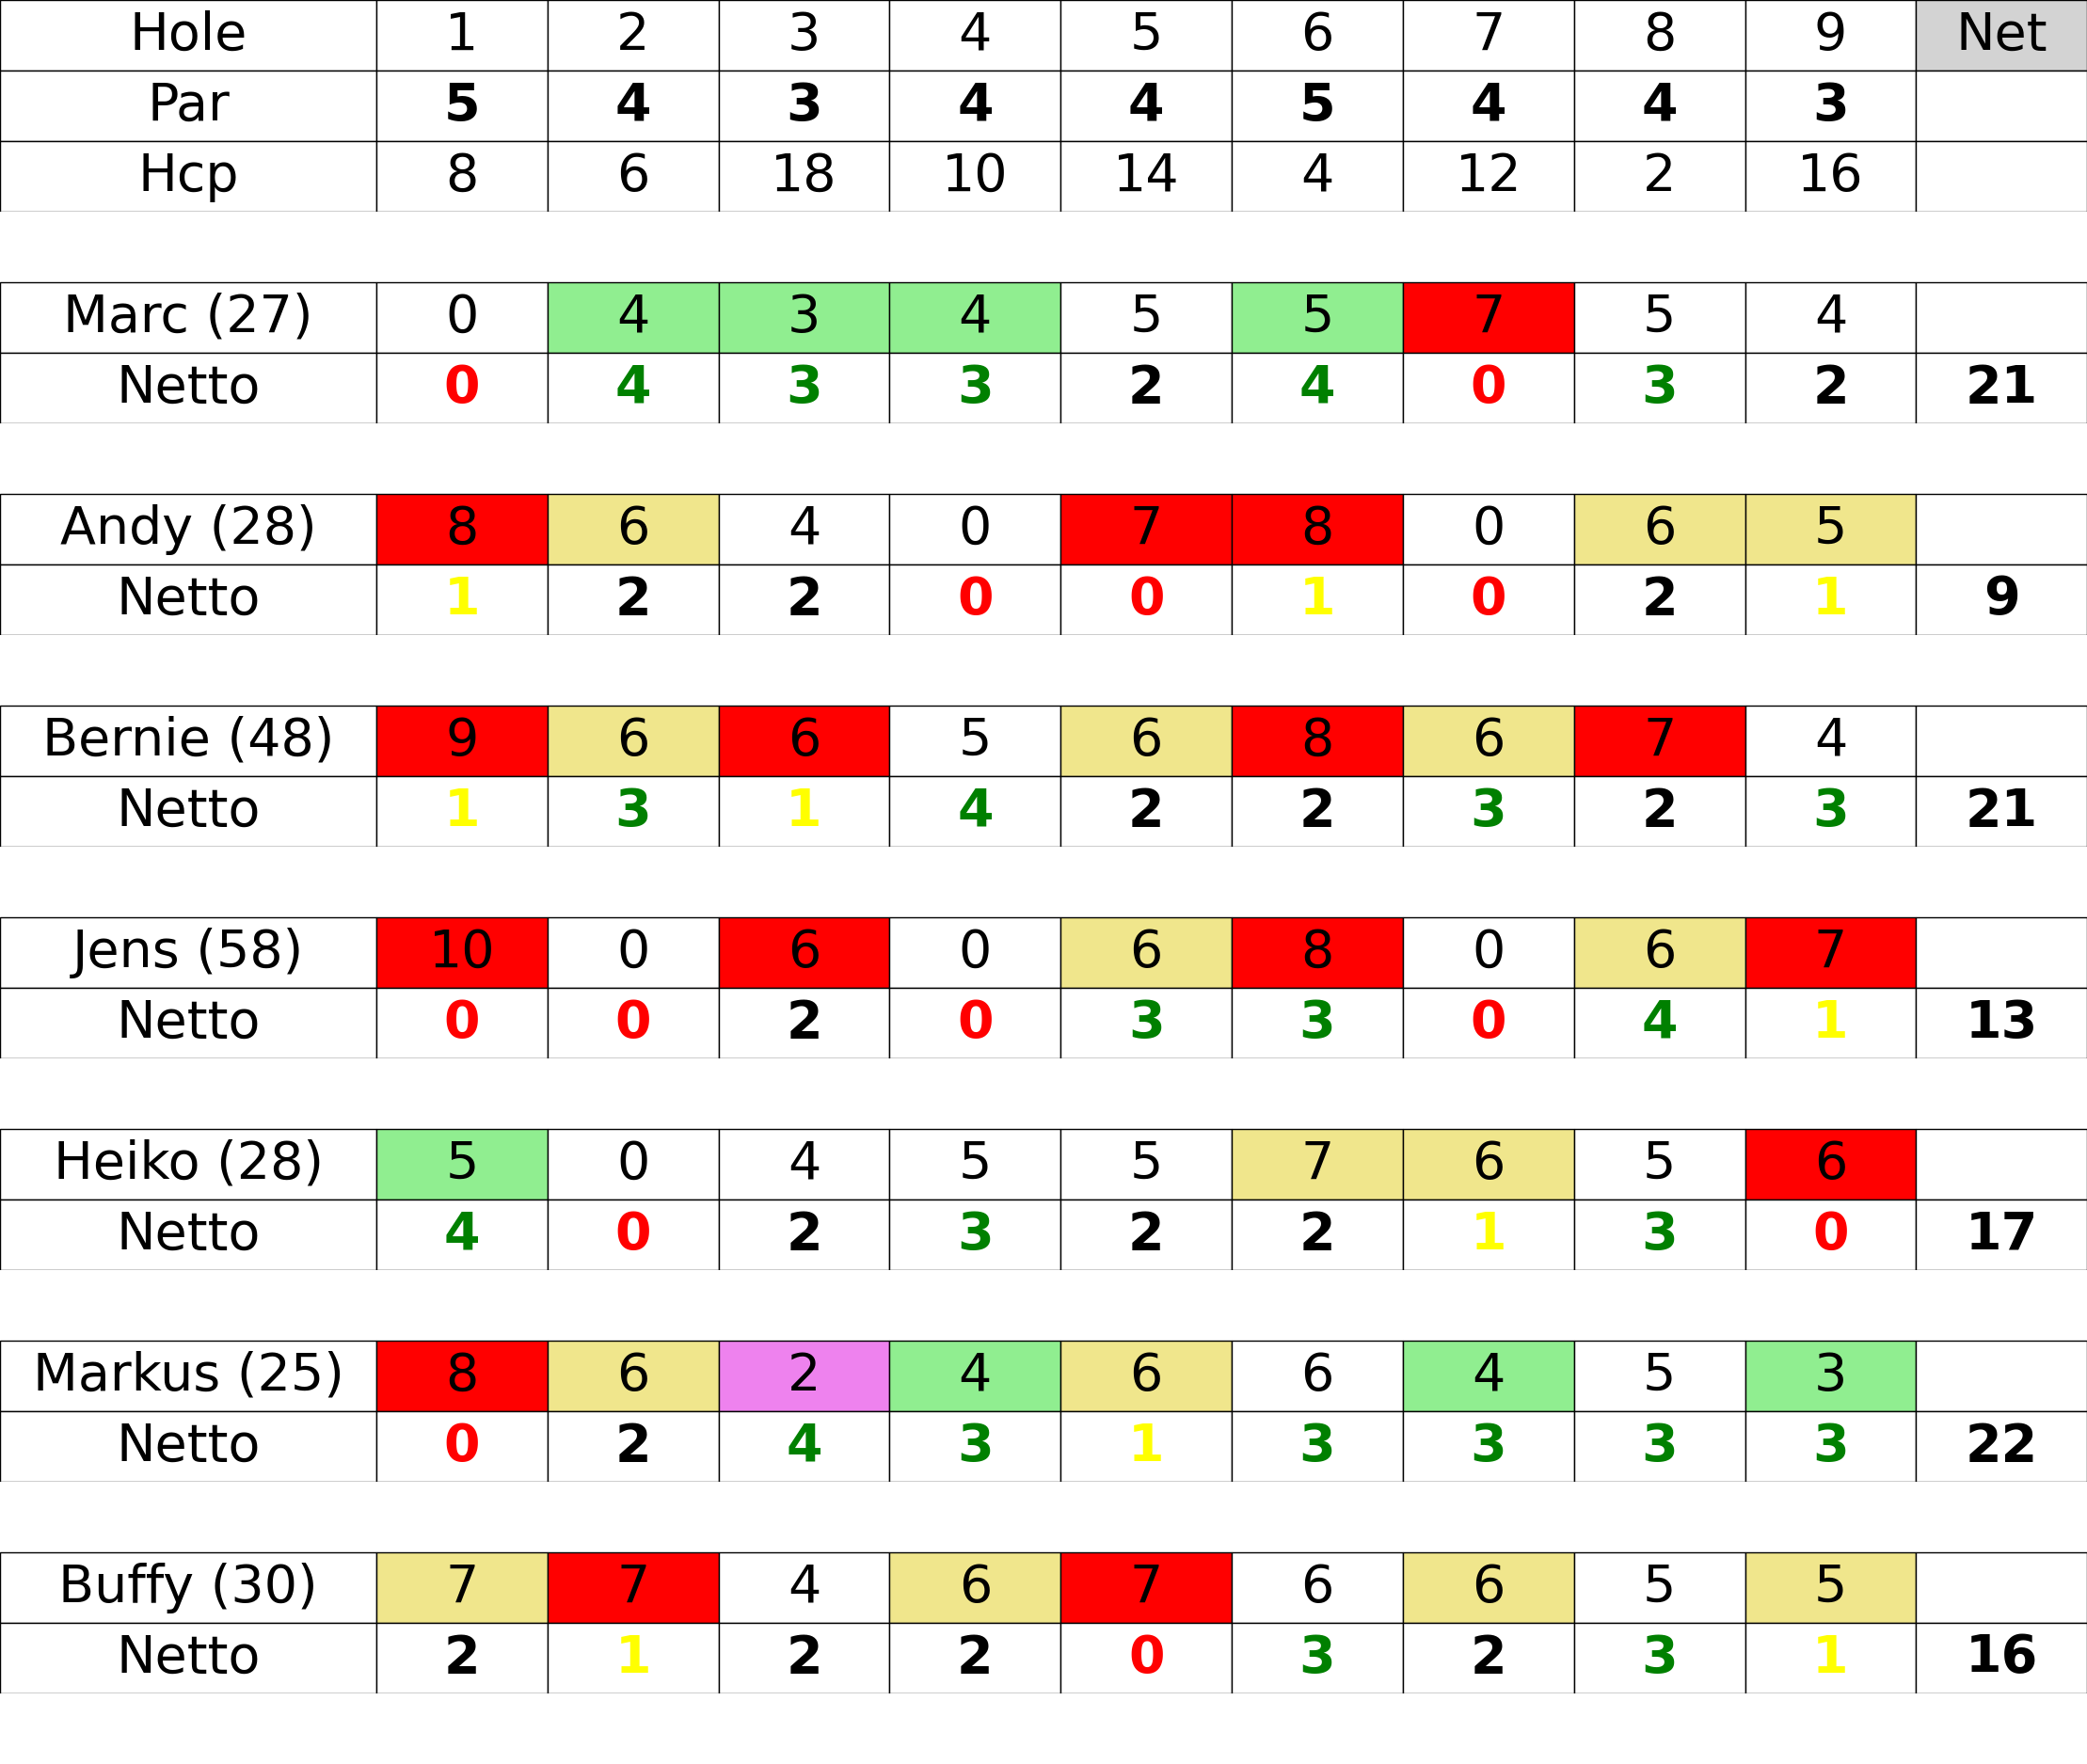 Hole 1 2 3 4 5 6 7 8 9 Net
Par 5 4 3 4 4 5 4 4 3
Hcp 8 6 18 10 14 4 12 2 16
Marc (27) 0 4 3 4 5 5 7 5 4
Netto 0 4 3 3 2 4 0 3 2 21
Andy (28) 8 6 4 0 7 8 0 6 5
Netto 1 2 2 0 0 1 0 2 1 9
Bernie (48) 9 6 6 5 6 8 6 7 4
Netto 1 3 1 4 2 2 3 2 3 21
Jens (58) 10 0 6 0 6 8 0 6 7
Netto 0 0 2 0 3 3 0 4 1 13
Heiko (28) 5 0 4 5 5 7 6 5 6
Netto 4 0 2 3 2 2 1 3 0 17
Markus (25) 8 6 2 4 6 6 4 5 3
Netto 0 2 4 3 1 3 3 3 3 22
Buffy (30) 7 7 4 6 7 6 6 5 5
Netto 2 1 2 2 0 3 2 3 1 16